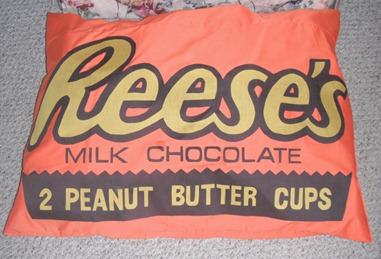 Reese's
MILK CHOCOLATE
2 PEANUT BUTTER CUPS